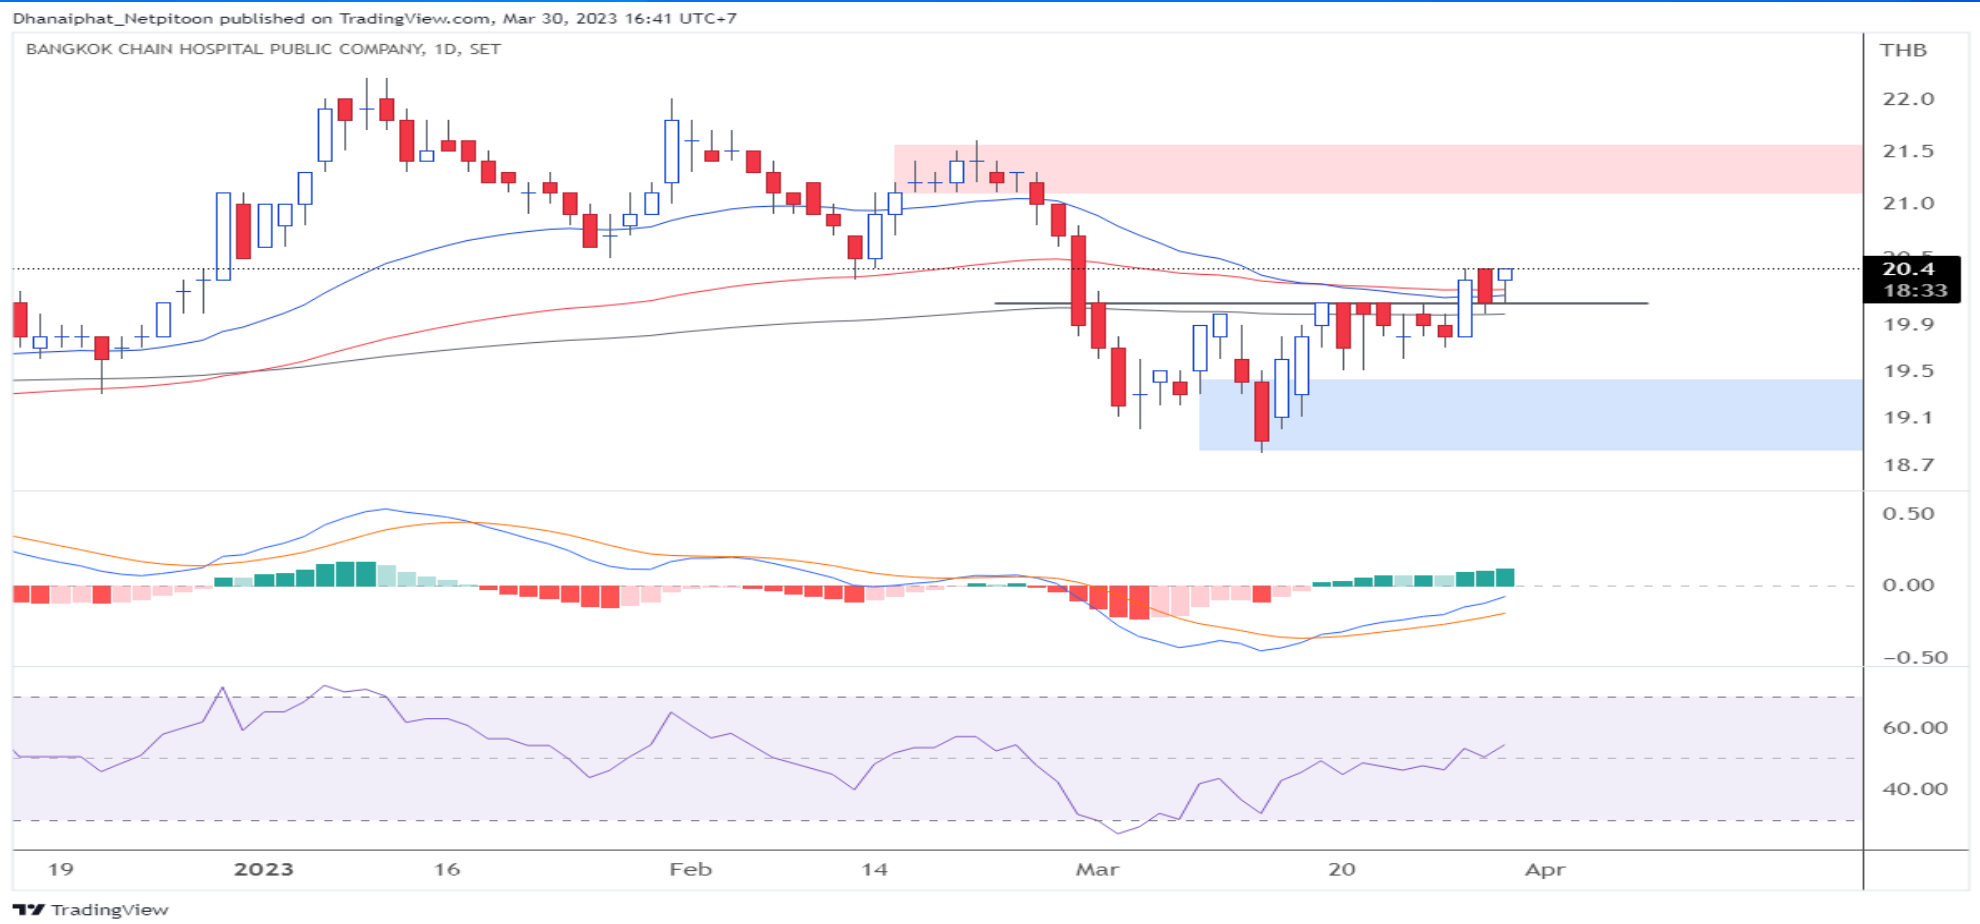 Dhanaiphat_Netpitoon published on TradingView.com, Mar 30, 2023 16:41 UTC+7
BANGKOK CHAIN HOSPITAL PUBLIC COMPANY, 1D, SET
THB
22.0
21.5
21.0
20.4
18:33
19.9
19.5
19.1
18.7
0.50
0.00
−0.50
60.00
40.00
19 2023 16 Feb 14 Mar 20 Apr
TradingView